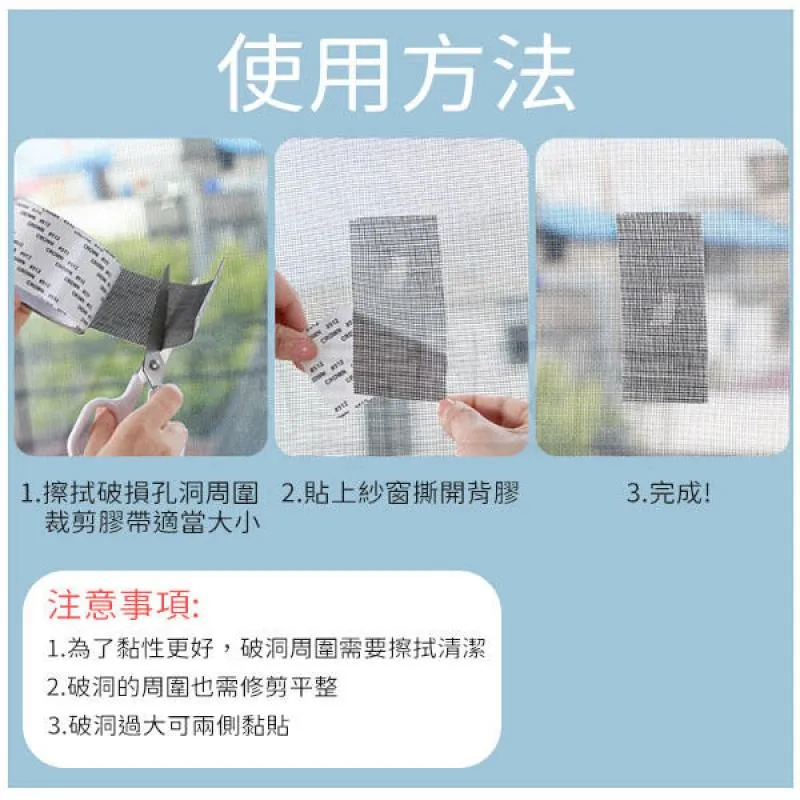 使用方法
CROWN #512
1.擦拭破損孔洞周圍
裁剪膠帶適當大小
2.貼上紗窗撕開背膠
3.完成!
注意事項:
1.為了黏性更好，破洞周圍需要擦拭清潔
2.破洞的周圍也需修剪平整
3.破洞過大可兩側黏貼